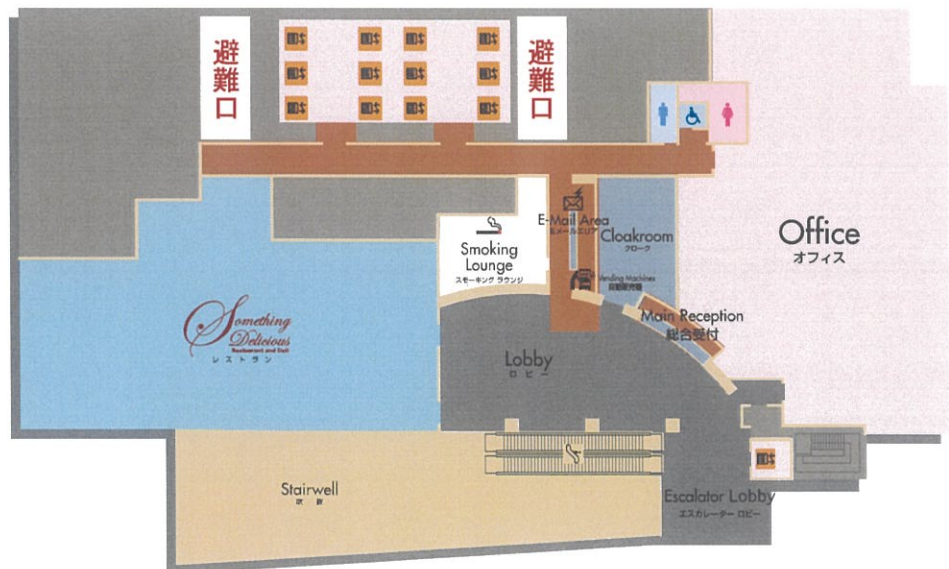 避難口
避難口
E-Mail Area
Eメールエリア
Cloakroom
クローク
Office
オフィス
Smoking
Lounge
スモーキング ラウンジ
Vending Machines
自動販売機
Something
Delicious
Restaurant and Deli
レストラン
Main Reception
総合受付
Lobby
ロビー
Stairwell
吹抜
Escalator Lobby
エスカレーター ロビー